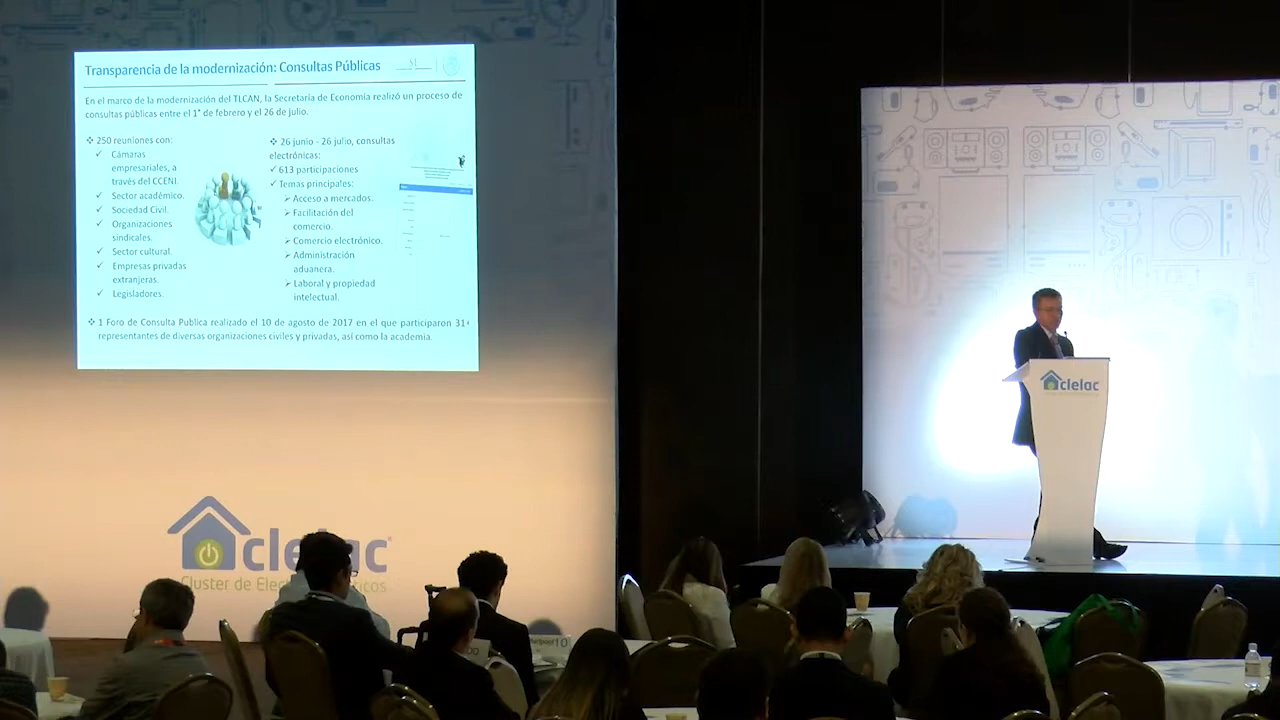 Transparencia de la modernización: Consultas Públicas
En el marco de la modernización del TLCAN, la Secretaría de Economía realizó un proceso de
consultas públicas entre el 1° de febrero y el 26 de julio.
❖ 250 reuniones con:
✓ Cámaras
empresariales, a
través del CCENI.
✓ Sector académico.
✓ Sociedad Civil.
✓ Organizaciones
sindicales.
✓ Sector cultural.
✓ Empresas privadas
extranjeras.
✓ Legisladores.
❖ 26 junio - 26 julio, consultas
electrónicas:
✓ 613 participaciones
✓ Temas principales:
➢ Acceso a mercados.
➢ Facilitación del
comercio.
➢ Comercio electrónico.
➢ Administración
aduanera.
➢ Laboral y propiedad
intelectual.
❖ 1 Foro de Consulta Publica realizado el 10 de agosto de 2017 en el que participaron 31
representantes de diversas organizaciones civiles y privadas, así como la academia.
clelac
clelac
Cluster de